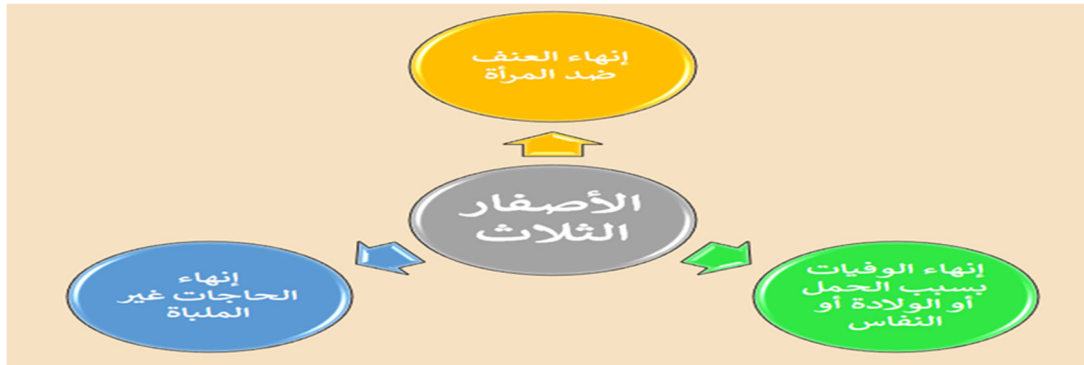 إنهاء العنف
ضد المرأة
الأصفار
الثلاث
إنهاء الوفيات
بسبب الحمل
أو الولادة أو
النفاس
إنهاء
الحاجات غير
الملباة